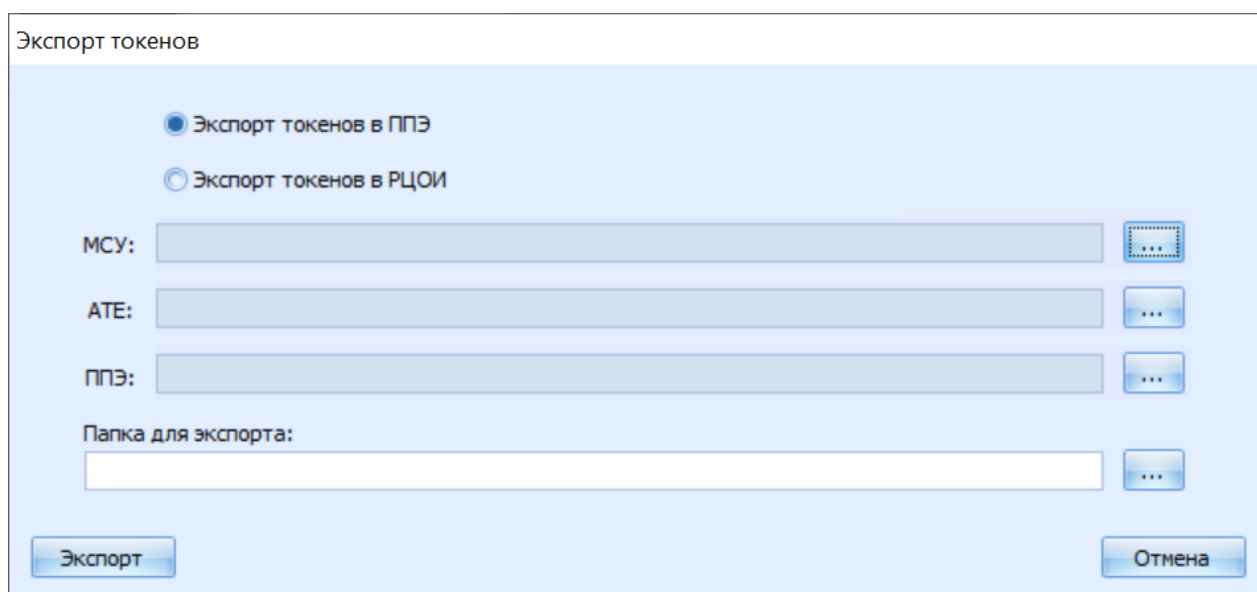 Экспорт токенов
Экспорт токенов в ППЭ
Экспорт токенов в РЦОИ
МСУ: ...
АТЕ: ...
ППЭ: ...
Папка для экспорта:
...
Экспорт Отмена